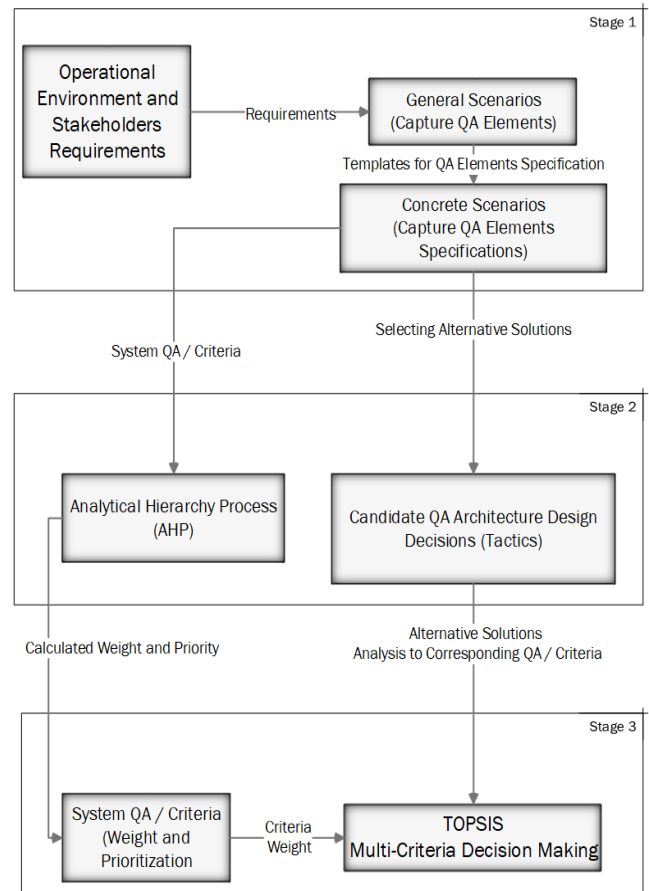 Stage 1
Operational
Environment and
Stakeholders
Requirements
Requirements
General Scenarios
(Capture QA Elements)
Templates for QA Elements Specification
Concrete Scenarios
(Capture QA Elements
Specifications)
System QA / Criteria
Selecting Alternative Solutions
Stage 2
Analytical Hierarchy Process
(AHP)
Candidate QA Architecture Design
Decisions (Tactics)
Calculated Weight and Priority
Alternative Solutions
Analysis to Corresponding QA / Criteria
Stage 3
System QA / Criteria
(Weight and
Prioritization
Criteria
Weight
TOPSIS
Multi-Criteria Decision Making